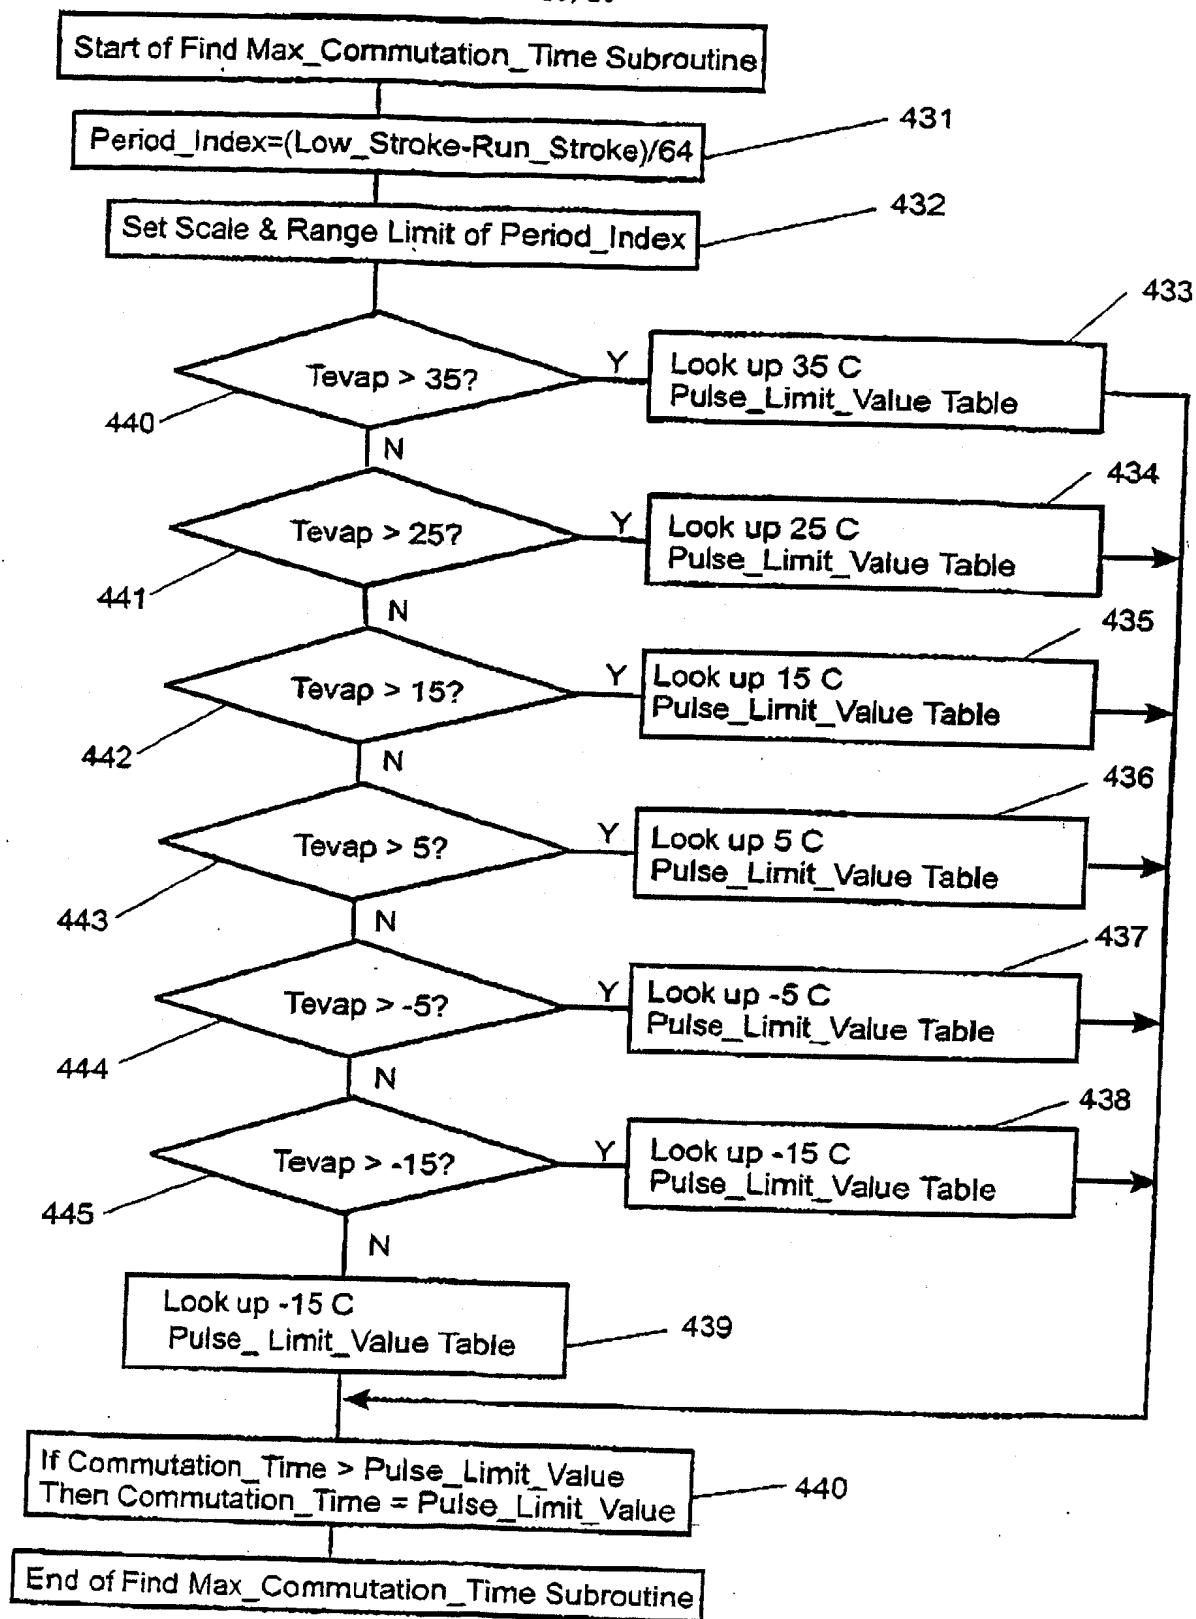 Start of Find Max_Commutation_Time Subroutine
431
Period_Index=(Low_Stroke-Run_Stroke)/64
432
Set Scale & Range Limit of Period_Index
433
Tevap > 35?
Y
Look up 35 C
Pulse_Limit_Value Table
440
N
434
Tevap > 25?
Y
Look up 25 C
Pulse_Limit_Value Table
441
N
435
Tevap > 15?
Y
Look up 15 C
Pulse_Limit_Value Table
442
N
436
Tevap > 5?
Y
Look up 5 C
Pulse_Limit_Value Table
443
N
437
Tevap > -5?
Y
Look up -5 C
Pulse_Limit_Value Table
444
N
438
Tevap > -15?
Y
Look up -15 C
Pulse_Limit_Value Table
445
N
Look up -15 C
Pulse_ Limit_Value Table
439
If Commutation_Time > Pulse_Limit_Value
Then Commutation_Time = Pulse_Limit_Value
440
End of Find Max_Commutation_Time Subroutine